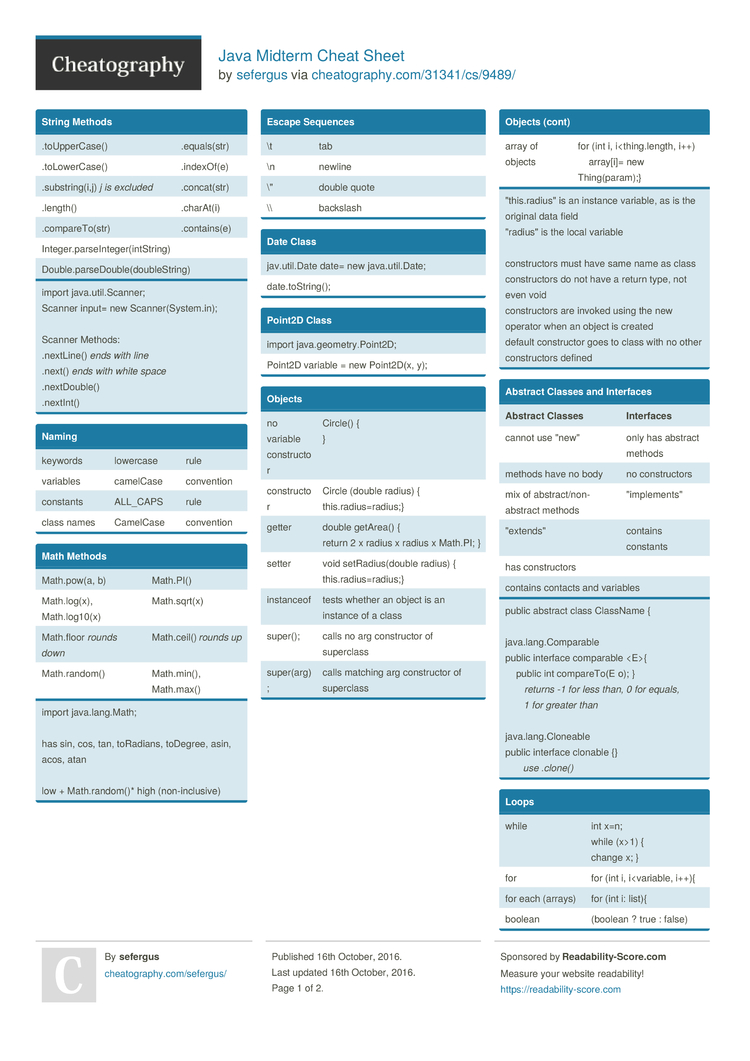 Cheatography
Java Midterm Cheat Sheet
by sefergus via cheatography.com/31341/cs/9489/
String Methods
.toUpperCase() .equals(str)
.toLowerCase() .indexOf(e)
.substring(i,j) j is excluded .concat(str)
.length() .charAt(i)
.compareTo(str) .contains(e)
Integer.parseInteger(intString)
Double.parseDouble(doubleString)
import java.util.Scanner;
Scanner input= new Scanner(System.in);
Scanner Methods:
.nextLine() ends with line
.next() ends with white space
.nextDouble()
.nextInt()
Naming
keywords lowercase rule
variables camelCase convention
constants ALL_CAPS rule
class names CamelCase convention
Math Methods
Math.pow(a, b) Math.PI()
Math.log(x), Math.sqrt(x)
Math.log10(x)
Math.floor rounds Math.ceil() rounds up
down
Math.random() Math.min(),
Math.max()
import java.lang.Math;
has sin, cos, tan, toRadians, toDegree, asin,
acos, atan
low + Math.random()* high (non-inclusive)
Escape Sequences
\t tab
\n newline
\" double quote
\\ backslash
Date Class
jav.util.Date date= new java.util.Date;
date.toString();
Point2D Class
import java.geometry.Point2D;
Point2D variable = new Point2D(x, y);
Objects
no Circle() {
variable }
constructo
r
constructo Circle (double radius) {
r this.radius=radius;}
getter double getArea() {
return 2 x radius x radius x Math.PI; }
setter void setRadius(double radius) {
this.radius=radius;}
instanceof tests whether an object is an
instance of a class
super(); calls no arg constructor of
superclass
super(arg) calls matching arg constructor of
; superclass
Objects (cont)
array of for (int i, i<thing.length, i++)
objects array[i]= new
Thing(param);}
"this.radius" is an instance variable, as is the
original data field
"radius" is the local variable
constructors must have same name as class
constructors do not have a return type, not
even void
constructors are invoked using the new
operator when an object is created
default constructor goes to class with no other
constructors defined
Abstract Classes and Interfaces
Abstract Classes Interfaces
cannot use "new" only has abstract
methods
methods have no body no constructors
mix of abstract/non- "implements"
abstract methods
"extends" contains
constants
has constructors
contains contacts and variables
public abstract class ClassName {
java.lang.Comparable
public interface comparable <E>{
public int compareTo(E o); }
returns -1 for less than, 0 for equals,
1 for greater than
java.lang.Cloneable
public interface clonable {}
use .clone()
Loops
while int x=n;
while (x>1) {
change x; }
for for (int i, i<variable, i++){
for each (arrays) for (int i: list){
boolean (boolean ? true : false)
C
By sefergus
cheatography.com/sefergus/
Published 16th October, 2016.
Last updated 16th October, 2016.
Page 1 of 2.
Sponsored by Readability-Score.com
Measure your website readability!
https://readability-score.com